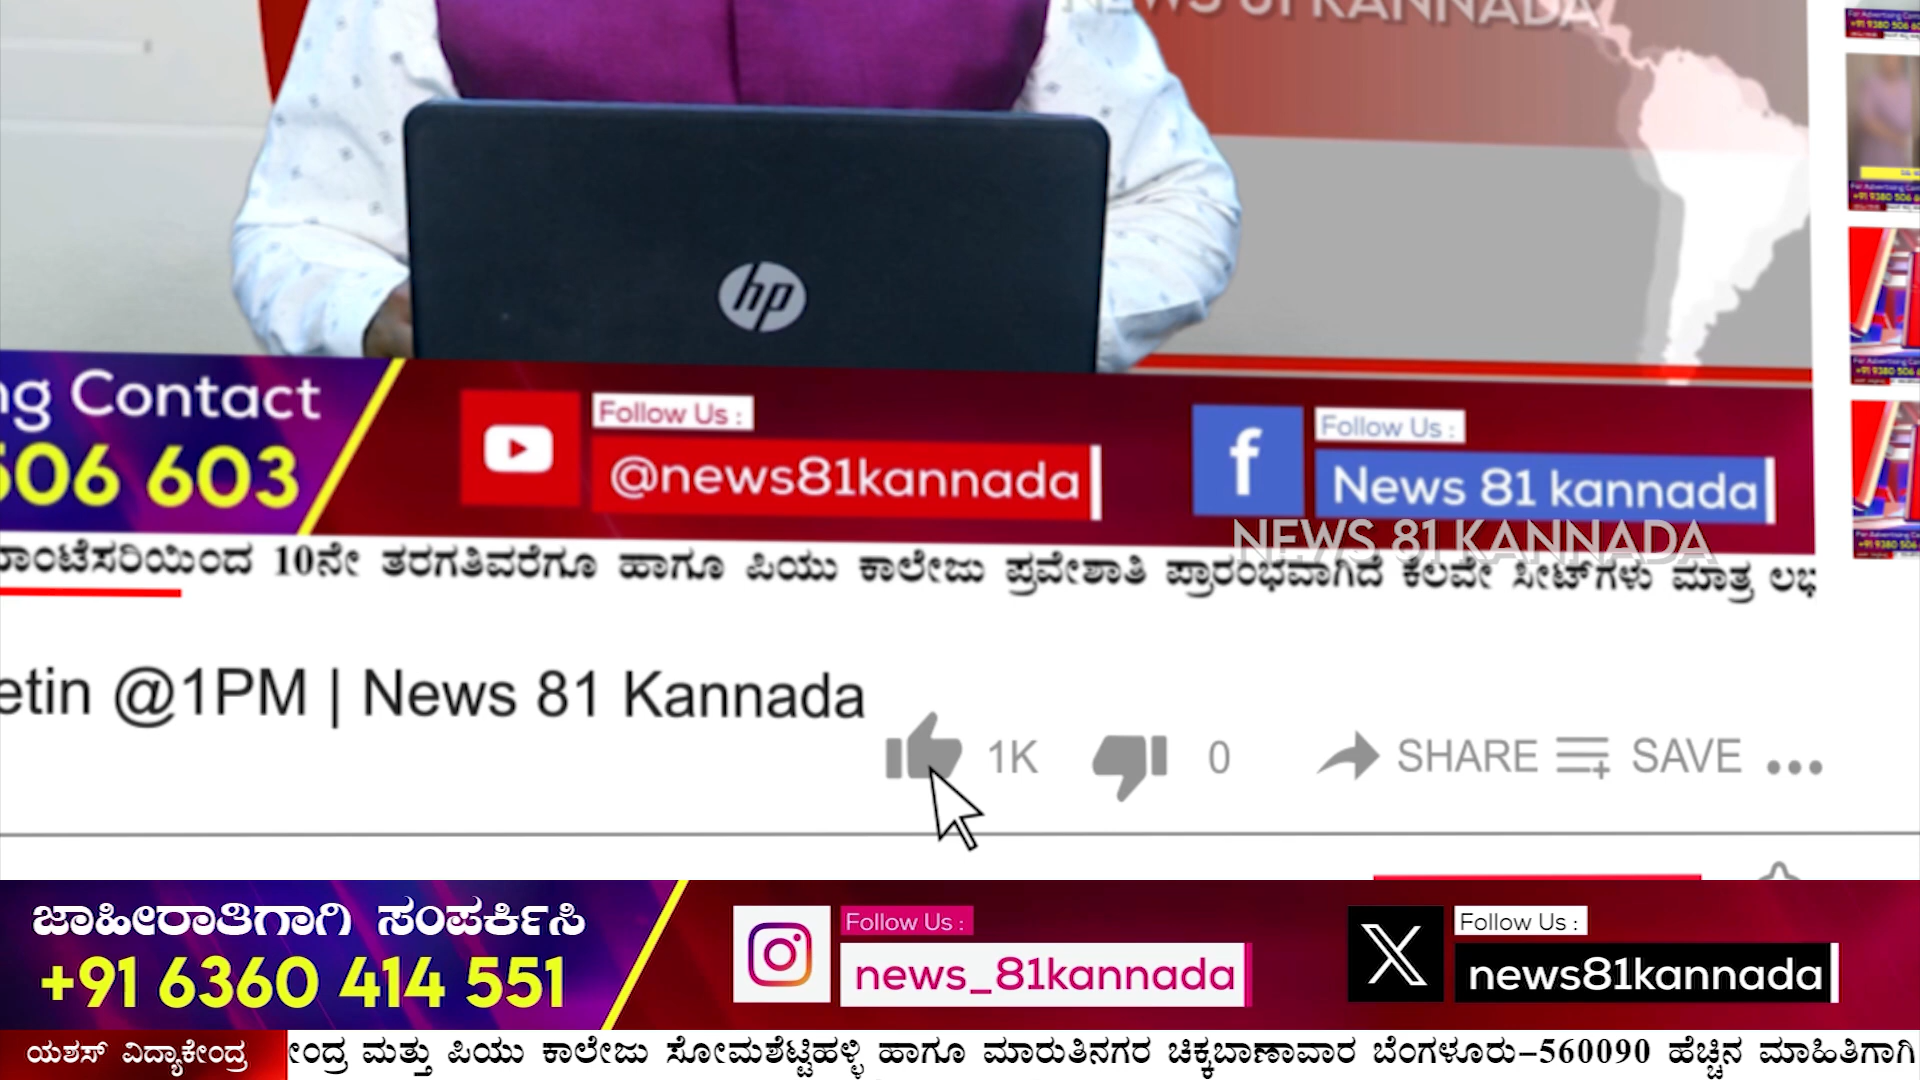 NEWS 81 KANNADA
hp
ng Contact
506 603
Follow Us :
@news81kannada
f
Follow Us :
News 81 kannada
NEWS 81 KANNADA
10ನೇ ತರಗತಿವರೆಗೂ ಹಾಗೂ ಪಿಯು ಕಾಲೇಜು ಪ್ರವೇಶಾತಿ ಪ್ರಾರಂಭವಾಗಿದೆ ಕೆಲವೇ ಸೀಟ್‌ಗಳು ಮಾತ್ರ ಲಭ
etin @1PM | News 81 Kannada
1K 0 SHARE SAVE ...
ಜಾಹೀರಾತಿಗಾಗಿ ಸಂಪರ್ಕಿಸಿ
+91 6360 414 551
Follow Us :
news_81kannada
X
Follow Us :
news81kannada
ಯಶಸ್ ವಿದ್ಯಾಕೇಂದ್ರ
ೇಂದ್ರ ಮತ್ತು ಪಿಯು ಕಾಲೇಜು ಸೋಮಶೆಟ್ಟಿಹಳ್ಳಿ ಹಾಗೂ ಮಾರುತಿನಗರ ಚಿಕ್ಕಬಾಣಾವಾರ ಬೆಂಗಳೂರು-560090 ಹೆಚ್ಚಿನ ಮಾಹಿತಿಗಾಗಿ